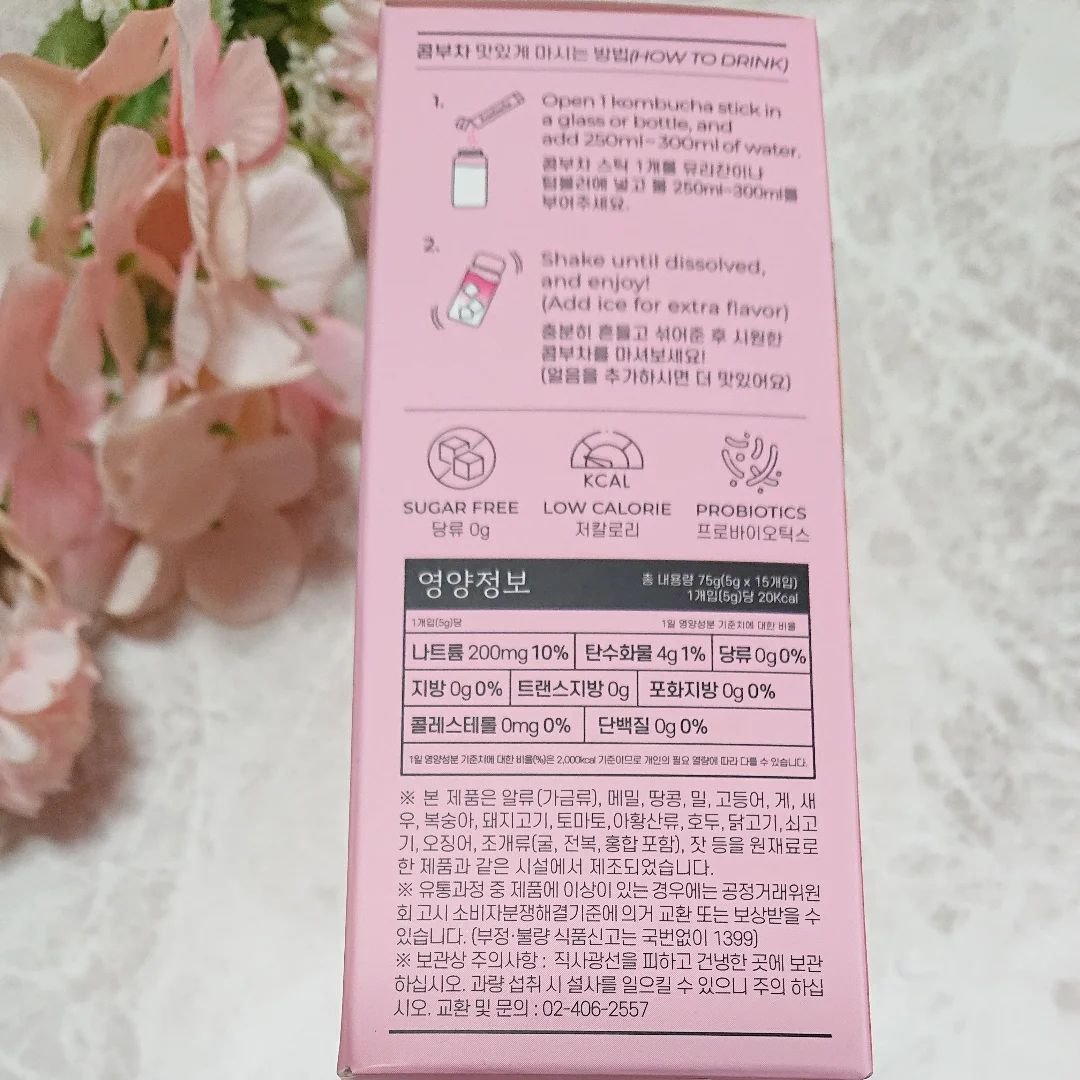 콤부차 맛있게 마시는 방법(HOW TO DRINK)
1.
Open 1 kombucha stick in
a glass or bottle, and
add 250ml~300ml of water.
콤부차 스틱 1개를 유리잔이나
텀블러에 넣고 물 250ml~300ml를
부어주세요.
2.
Shake until dissolved,
and enjoy!
(Add ice for extra flavor)
충분히 흔들고 섞어준 후 시원한
콤부차를 마셔보세요!
(얼음을 추가하시면 더 맛있어요)
KCAL
SUGAR FREE LOW CALORIE PROBIOTICS
당류 0g 저칼로리 프로바이오틱스
영양정보
총 내용량 75g(5g x 15개입)
1개입(5g)당 20Kcal
1개입(5g)당 1일 영양성분 기준치에 대한 비율
나트륨 200mg 10% 탄수화물 4g 1% 당류 0g 0%
지방 0g 0% 트랜스지방 0g 포화지방 0g 0%
콜레스테롤 0mg 0% 단백질 0g 0%
1일 영양성분 기준치에 대한 비율(%)은 2,000kcal 기준이므로 개인의 필요 열량에 따라 다를 수 있습니다.
※ 본 제품은 알류(가금류), 메밀, 땅콩, 밀, 고등어, 게, 새
우, 복숭아, 돼지고기, 토마토, 아황산류, 호두, 닭고기, 쇠고
기, 오징어, 조개류(굴, 전복, 홍합 포함), 잣 등을 원재료로
한 제품과 같은 시설에서 제조되었습니다.
※ 유통과정 중 제품에 이상이 있는 경우에는 공정거래위원
회 고시 소비자분쟁해결기준에 의거 교환 또는 보상받을 수
있습니다. (부정·불량 식품신고는 국번없이 1399)
※ 보관상 주의사항 : 직사광선을 피하고 건냉한 곳에 보관
하십시오. 과량 섭취 시 설사를 일으킬 수 있으니 주의 하십
시오. 교환 및 문의 : 02-406-2557